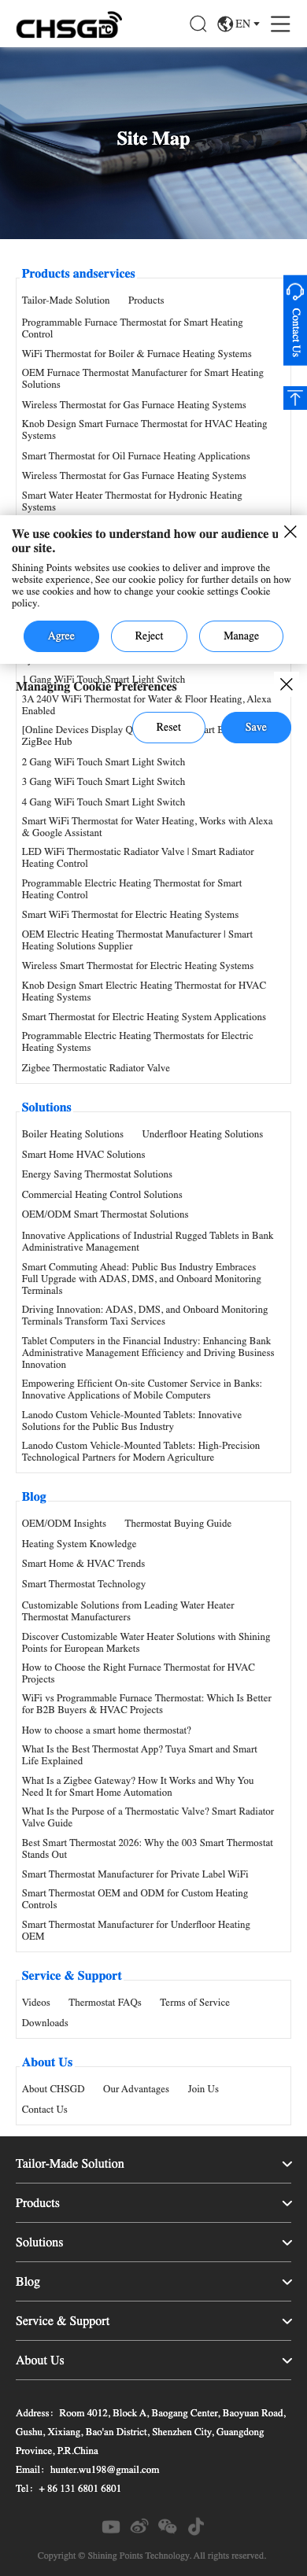 CHSGDTC
EN
Site Map
Contact Us
Products andservices
Tailor-Made Solution Products
Programmable Furnace Thermostat for Smart Heating
Control
WiFi Thermostat for Boiler & Furnace Heating Systems
OEM Furnace Thermostat Manufacturer for Smart Heating
Solutions
Wireless Thermostat for Gas Furnace Heating Systems
Knob Design Smart Furnace Thermostat for HVAC Heating
Systems
Smart Thermostat for Oil Furnace Heating Applications
Wireless Thermostat for Gas Furnace Heating Systems
Smart Water Heater Thermostat for Hydronic Heating
Systems
We use cookies to understand how our audience u
our site.
Shining Points websites use cookies to deliver and improve the
website experience, See our cookie policy for further details on how
we use cookies and how to change your cookie settings Cookie
policy.
Agree
Reject
Manage
1 Gang WiFi Touch Smart Light Switch
Managing Cookie Preferences
3A 240V WiFi Thermostat for Water & Floor Heating, Alexa
Enabled
[Online Devices Display
ZigBee Hub
Reset
Save
2 Gang WiFi Touch Smart Light Switch
3 Gang WiFi Touch Smart Light Switch
4 Gang WiFi Touch Smart Light Switch
Smart WiFi Thermostat for Water Heating, Works with Alexa
& Google Assistant
LED WiFi Thermostatic Radiator Valve | Smart Radiator
Heating Control
Programmable Electric Heating Thermostat for Smart
Heating Control
Smart WiFi Thermostat for Electric Heating Systems
OEM Electric Heating Thermostat Manufacturer | Smart
Heating Solutions Supplier
Wireless Smart Thermostat for Electric Heating Systems
Knob Design Smart Electric Heating Thermostat for HVAC
Heating Systems
Smart Thermostat for Electric Heating System Applications
Programmable Electric Heating Thermostats for Electric
Heating Systems
Zigbee Thermostatic Radiator Valve
Solutions
Boiler Heating Solutions Underfloor Heating Solutions
Smart Home HVAC Solutions
Energy Saving Thermostat Solutions
Commercial Heating Control Solutions
OEM/ODM Smart Thermostat Solutions
Innovative Applications of Industrial Rugged Tablets in Bank
Administrative Management
Smart Commuting Ahead: Public Bus Industry Embraces
Full Upgrade with ADAS, DMS, and Onboard Monitoring
Terminals
Driving Innovation: ADAS, DMS, and Onboard Monitoring
Terminals Transform Taxi Services
Tablet Computers in the Financial Industry: Enhancing Bank
Administrative Management Efficiency and Driving Business
Innovation
Empowering Efficient On-site Customer Service in Banks:
Innovative Applications of Mobile Computers
Lanodo Custom Vehicle-Mounted Tablets: Innovative
Solutions for the Public Bus Industry
Lanodo Custom Vehicle-Mounted Tablets: High-Precision
Technological Partners for Modern Agriculture
Blog
OEM/ODM Insights Thermostat Buying Guide
Heating System Knowledge
Smart Home & HVAC Trends
Smart Thermostat Technology
Customizable Solutions from Leading Water Heater
Thermostat Manufacturers
Discover Customizable Water Heater Solutions with Shining
Points for European Markets
How to Choose the Right Furnace Thermostat for HVAC
Projects
WiFi vs Programmable Furnace Thermostat: Which Is Better
for B2B Buyers & HVAC Projects
How to choose a smart home thermostat?
What Is the Best Thermostat App? Tuya Smart and Smart
Life Explained
What Is a Zigbee Gateway? How It Works and Why You
Need It for Smart Home Automation
What Is the Purpose of a Thermostatic Valve? Smart Radiator
Valve Guide
Best Smart Thermostat 2026: Why the 003 Smart Thermostat
Stands Out
Smart Thermostat Manufacturer for Private Label WiFi
Smart Thermostat OEM and ODM for Custom Heating
Controls
Smart Thermostat Manufacturer for Underfloor Heating
OEM
Service & Support
Videos Thermostat FAQs Terms of Service
Downloads
About Us
About CHSGD Our Advantages Join Us
Contact Us
Tailor-Made Solution
Products
Solutions
Blog
Service & Support
About Us
Address：Room 4012, Block A, Baogang Center, Baoyuan Road,
Gushu, Xixiang, Bao'an District, Shenzhen City, Guangdong
Province, P.R.China
Email：hunter.wu198@gmail.com
Tel：+ 86 131 6801 6801
Copyright © Shining Points Technology. All rights reserved.